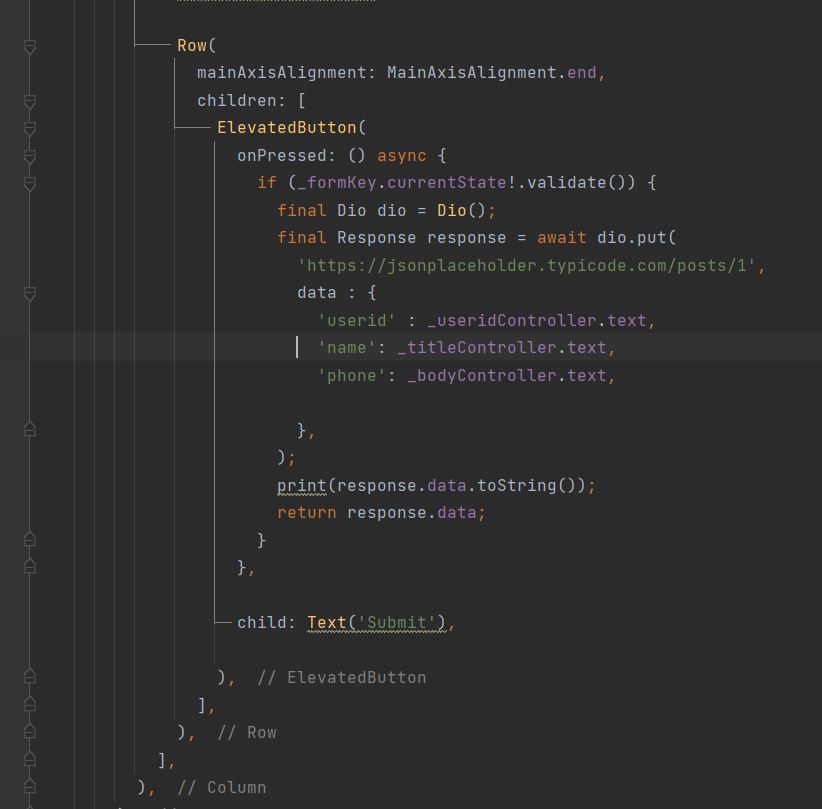 Row(
mainAxisAlignment: MainAxisAlignment.end,
children: [
ElevatedButton(
onPressed: () async {
if (_formKey.currentState!.validate()) {
final Dio dio = Dio();
final Response response = await dio.put(
'https://jsonplaceholder.typicode.com/posts/1',
data : {
'userid' : _useridController.text,
'name': _titleController.text,
'phone': _bodyController.text,
},
);
print(response.data.toString());
return response.data;
}
},
child: Text('Submit'),
), // ElevatedButton
],
), // Row
],
), // Column